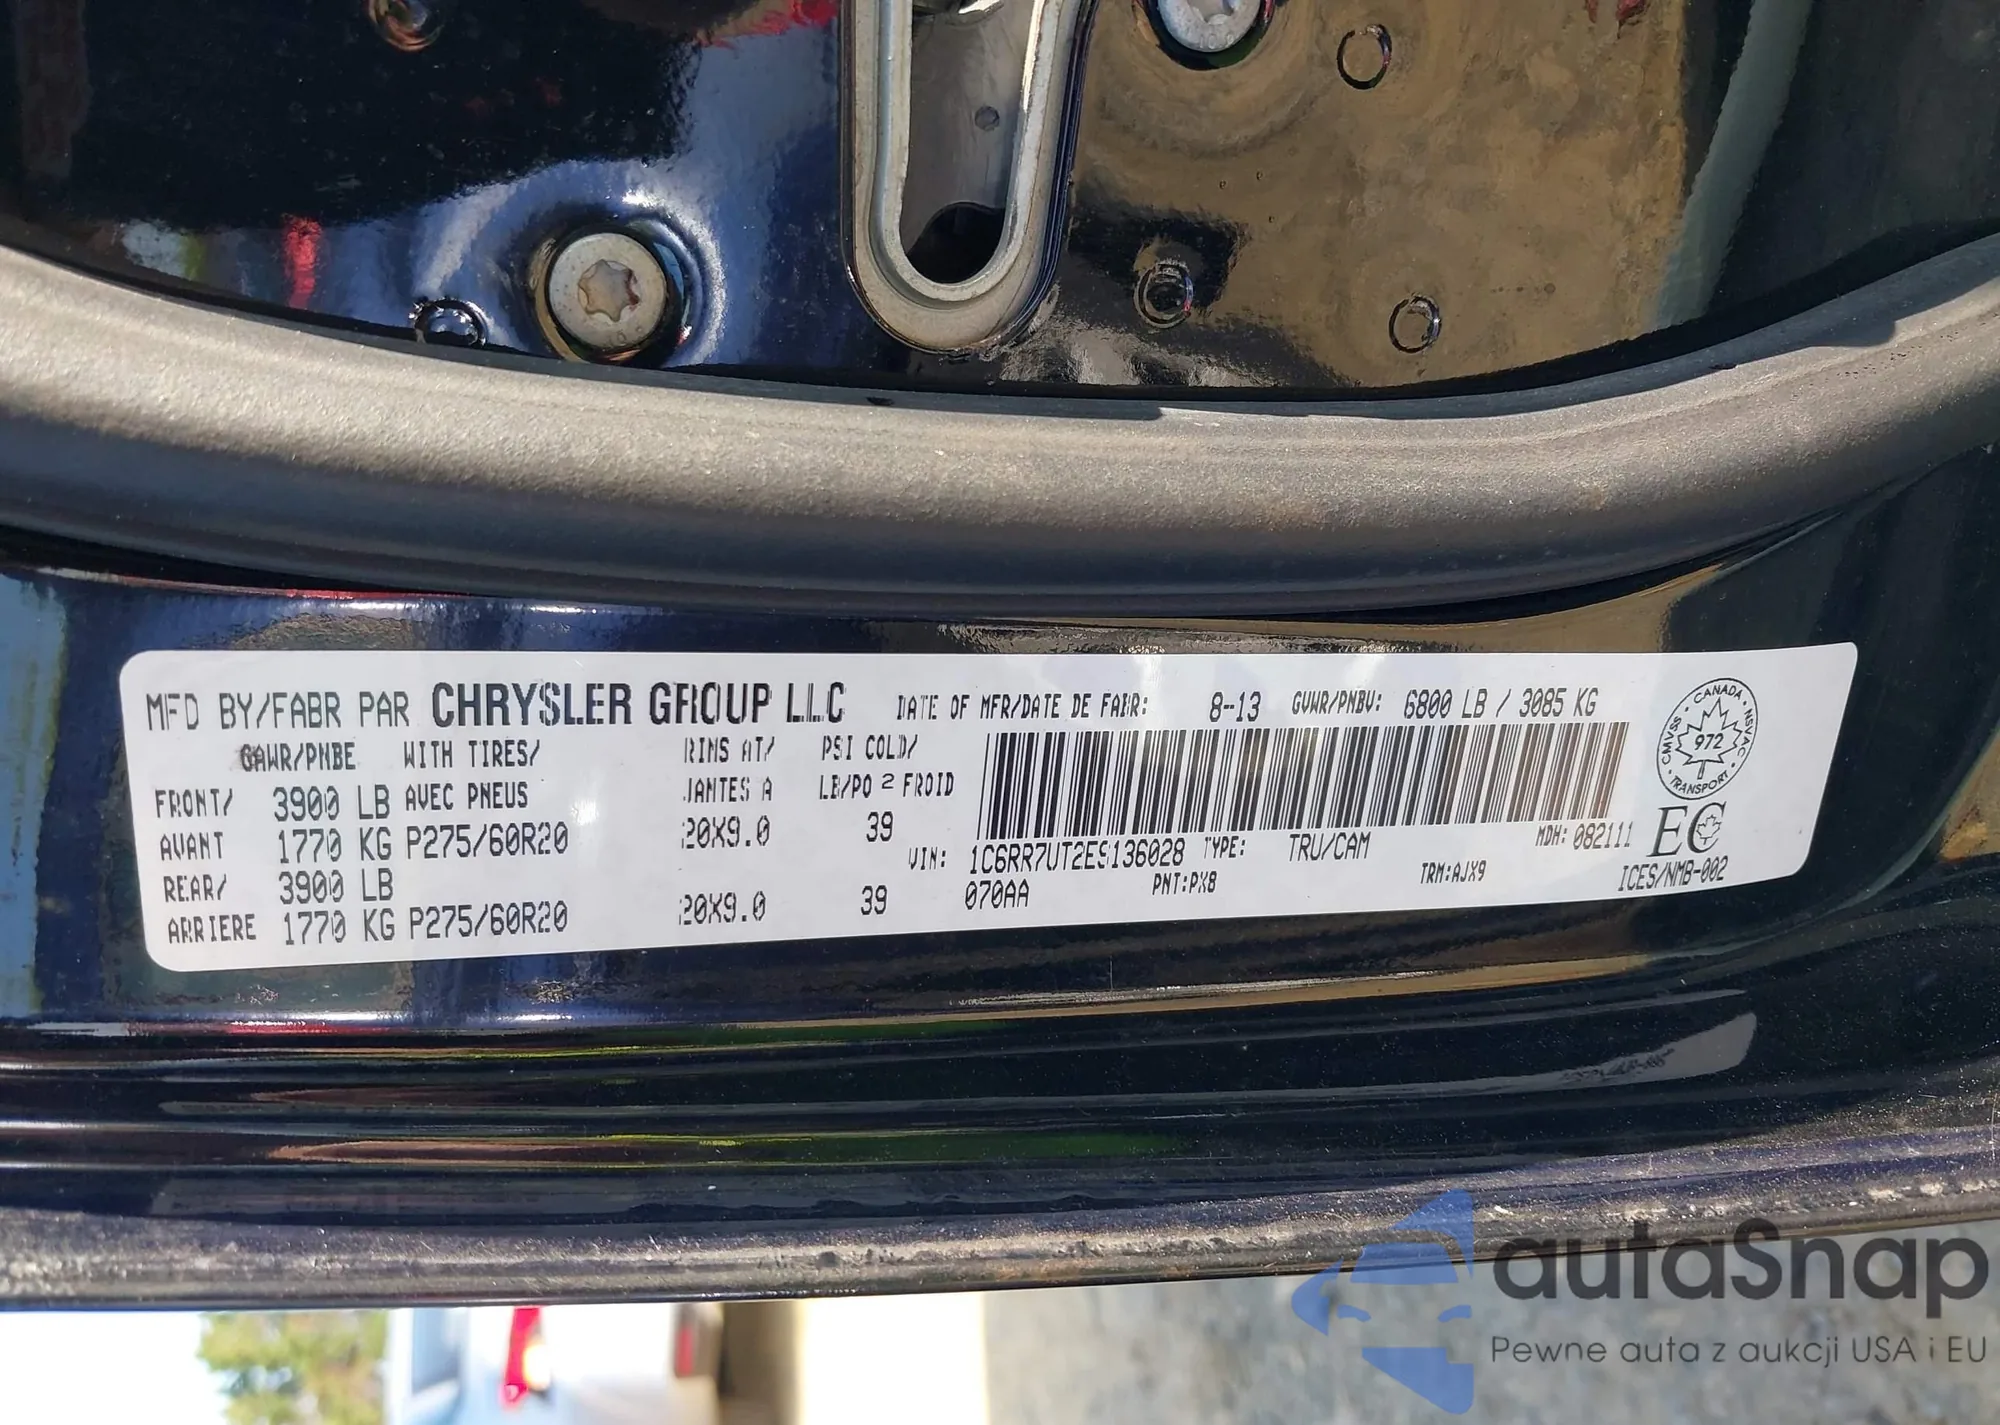 MFD BY/FABR PAR CHRYSLER GROUP LLC DATE OF MFR/DATE DE FABR: 8-13 GVWR/PNBV: 6800 LB / 3085 KG
GAWR/PNBE WITH TIRES/ RIMS AT/ PSI COLD/
FRONT/ 3900 LB AVEC PNEUS JANTES A LB/PO 2 FROID
AVANT 1770 KG P275/60R20 20X9.0 39
REAR/ 3900 LB
ARRIERE 1770 KG P275/60R20 20X9.0 39
VIN: 1C6RR7VT2ES136028 TYPE: TRU/CAM MDH: 082111
070AA PNT:PX8 TRM:AJX9
CANADA • NSVAC • TRANSPORT • CMVSS •
972
EC
ICES/NMB-002
autoSnap
Pewne auta z aukcji USA i EU